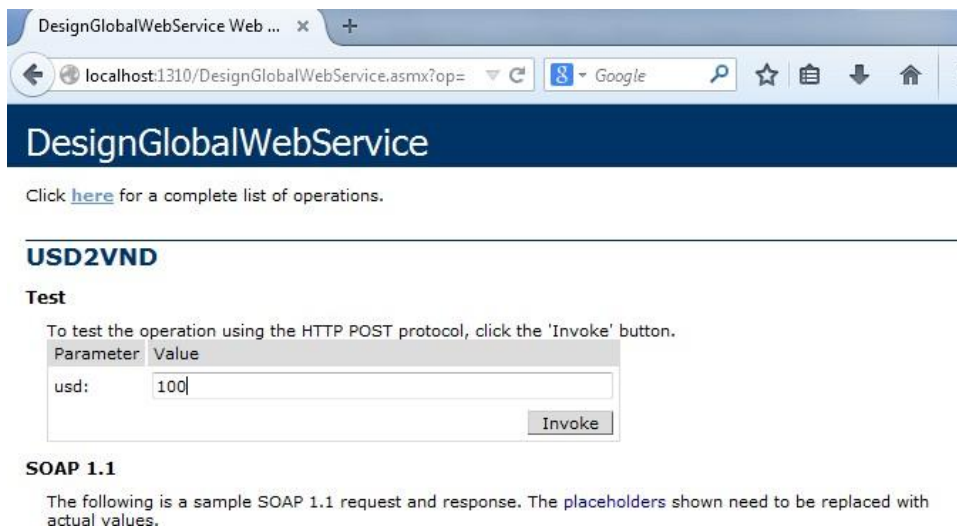 DesignGlobalWebService Web ...
localhost:1310/DesignGlobalWebService.asmx?op=
8 Google
DesignGlobalWebService
Click here for a complete list of operations.
USD2VND
Test
To test the operation using the HTTP POST protocol, click the 'Invoke' button.
Parameter Value
usd: 100
Invoke
SOAP 1.1
The following is a sample SOAP 1.1 request and response. The placeholders shown need to be replaced with
actual values.